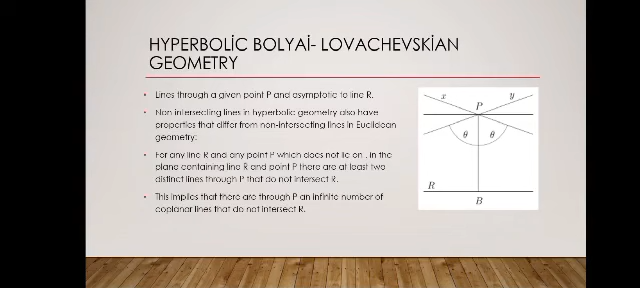 HYPERBOLİC BOLYAİ- LOVACHEVSKİAN
GEOMETRY
• Lines through a given point P and asymptotic to line R.
• Non intersecting lines in hyperbolic geometry also have
properties that differ from non-intersecting lines in Euclidean
geometry:
• For any line R and any point P which does not lie on , in the
plane containing line R and point P there are at least two
distinct lines through P that do not intersect R.
• This implies that there are through P an infinite number of
coplanar lines that do not intersect R.
x
y
P
θ
θ
R
B